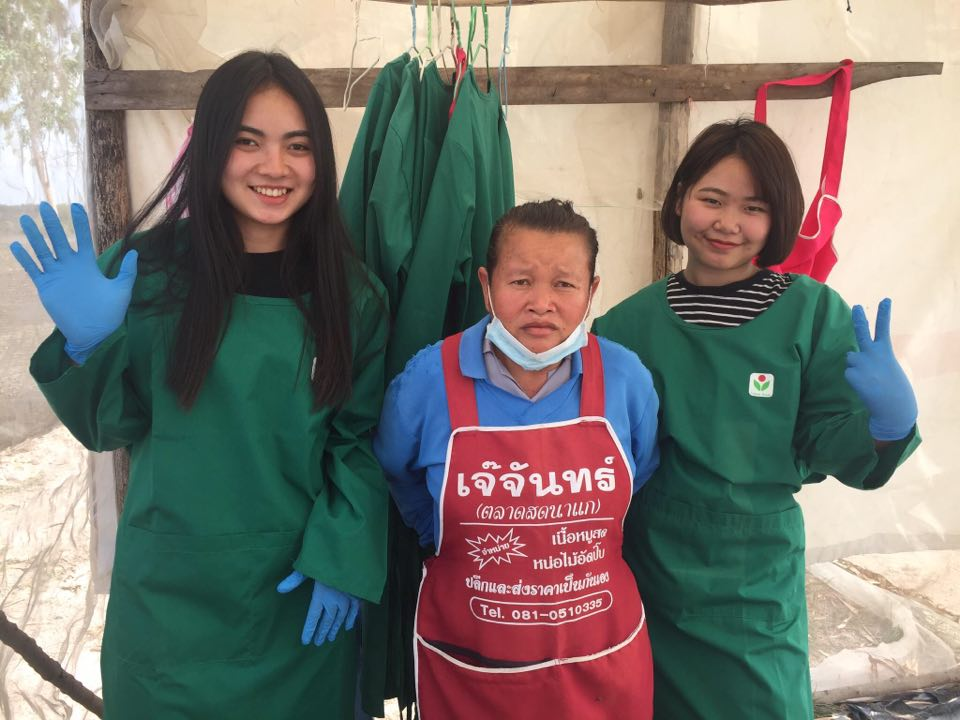 เจ๊จันทร์
(ตลาดสดนาแก)
จำหน่าย
เนื้อหมูสด
หน่อไม้อัดปี๊บ
ปลีกและส่งราคาเป็นกันเอง
Tel. 081-0510335